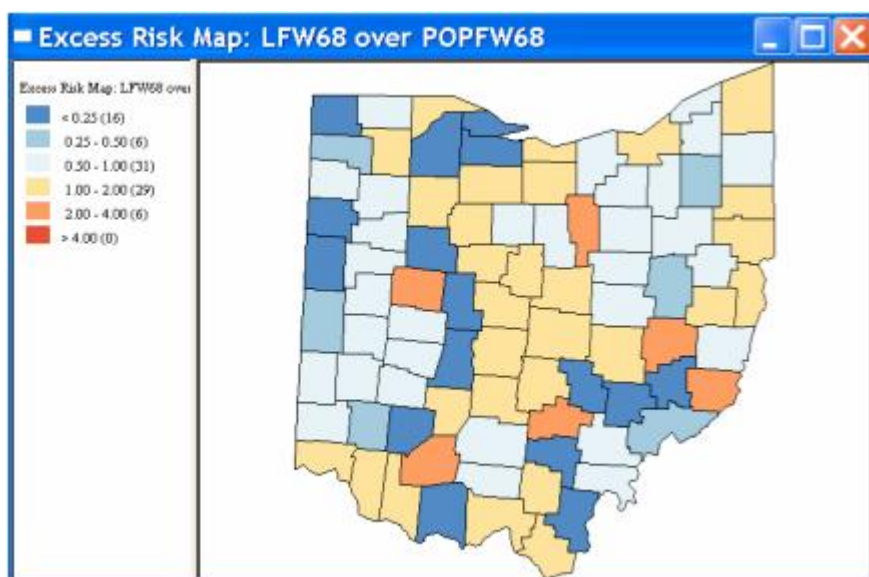 Excess Risk Map: LFW68 over POPFW68
Excess Risk Map: LFW68 over
< 0.25 (16)
0.25 - 0.50 (6)
0.50 - 1.00 (31)
1.00 - 2.00 (29)
2.00 - 4.00 (6)
> 4.00 (0)